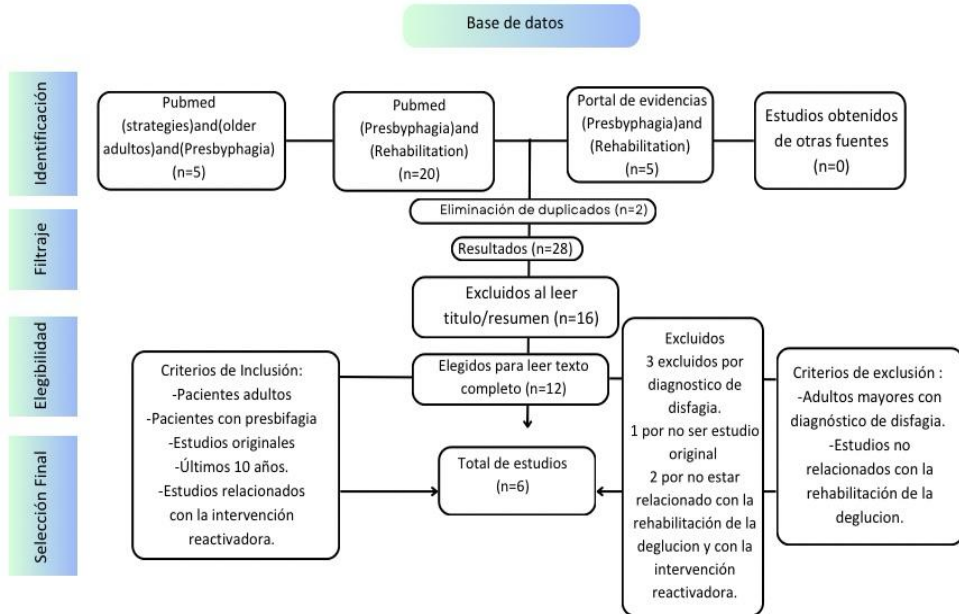 Base de datos
Identificación
Pubmed
(strategies)and(older
adultos)and(Presbyphagia)
(n=5)
Pubmed
(Presbyphagia)and
(Rehabilitation)
(n=20)
Portal de evidencias
(Presbyphagia)and
(Rehabilitation)
(n=5)
Estudios obtenidos
de otras fuentes
(n=0)
Filtraje
Eliminación de duplicados (n=2)
Resultados (n=28)
Excluidos al leer
titulo/resumen (n=16)
Elegibilidad
Elegidos para leer texto
completo (n=12)
Criterios de Inclusión:
-Pacientes adultos
-Pacientes con presbifagia
-Estudios originales
-Últimos 10 años.
-Estudios relacionados
con la intervención
reactivadora.
Excluidos
3 excluidos por
diagnostico de
disfagia.
1 por no ser estudio
original
2 por no estar
relacionado con la
rehabilitación de la
deglucion y con la
intervención
reactivadora.
Criterios de exclusión :
-Adultos mayores con
diagnóstico de disfagia.
-Estudios no
relacionados con la
rehabilitación de la
deglucion.
Selección Final
Total de estudios
(n=6)